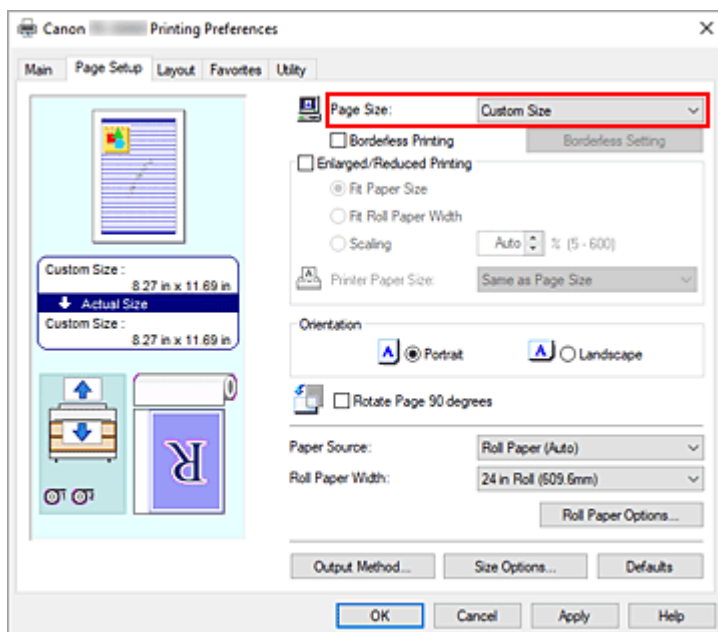 Canon Printing Preferences
Main Page Setup Layout Favorites Utility
Page Size: Custom Size
Borderless Printing Borderless Setting
Enlarged/Reduced Printing
Fit Paper Size
Fit Roll Paper Width
Scaling Auto % (5 - 600)
Printer Paper Size: Same as Page Size
Custom Size :
8.27 in x 11.69 in
Actual Size
Custom Size :
8.27 in x 11.69 in
Orientation
A Portrait A Landscape
Rotate Page 90 degrees
R
Paper Source: Roll Paper (Auto)
Roll Paper Width: 24 in Roll (609.6mm)
Roll Paper Options...
Output Method... Size Options... Defaults
OK Cancel Apply Help